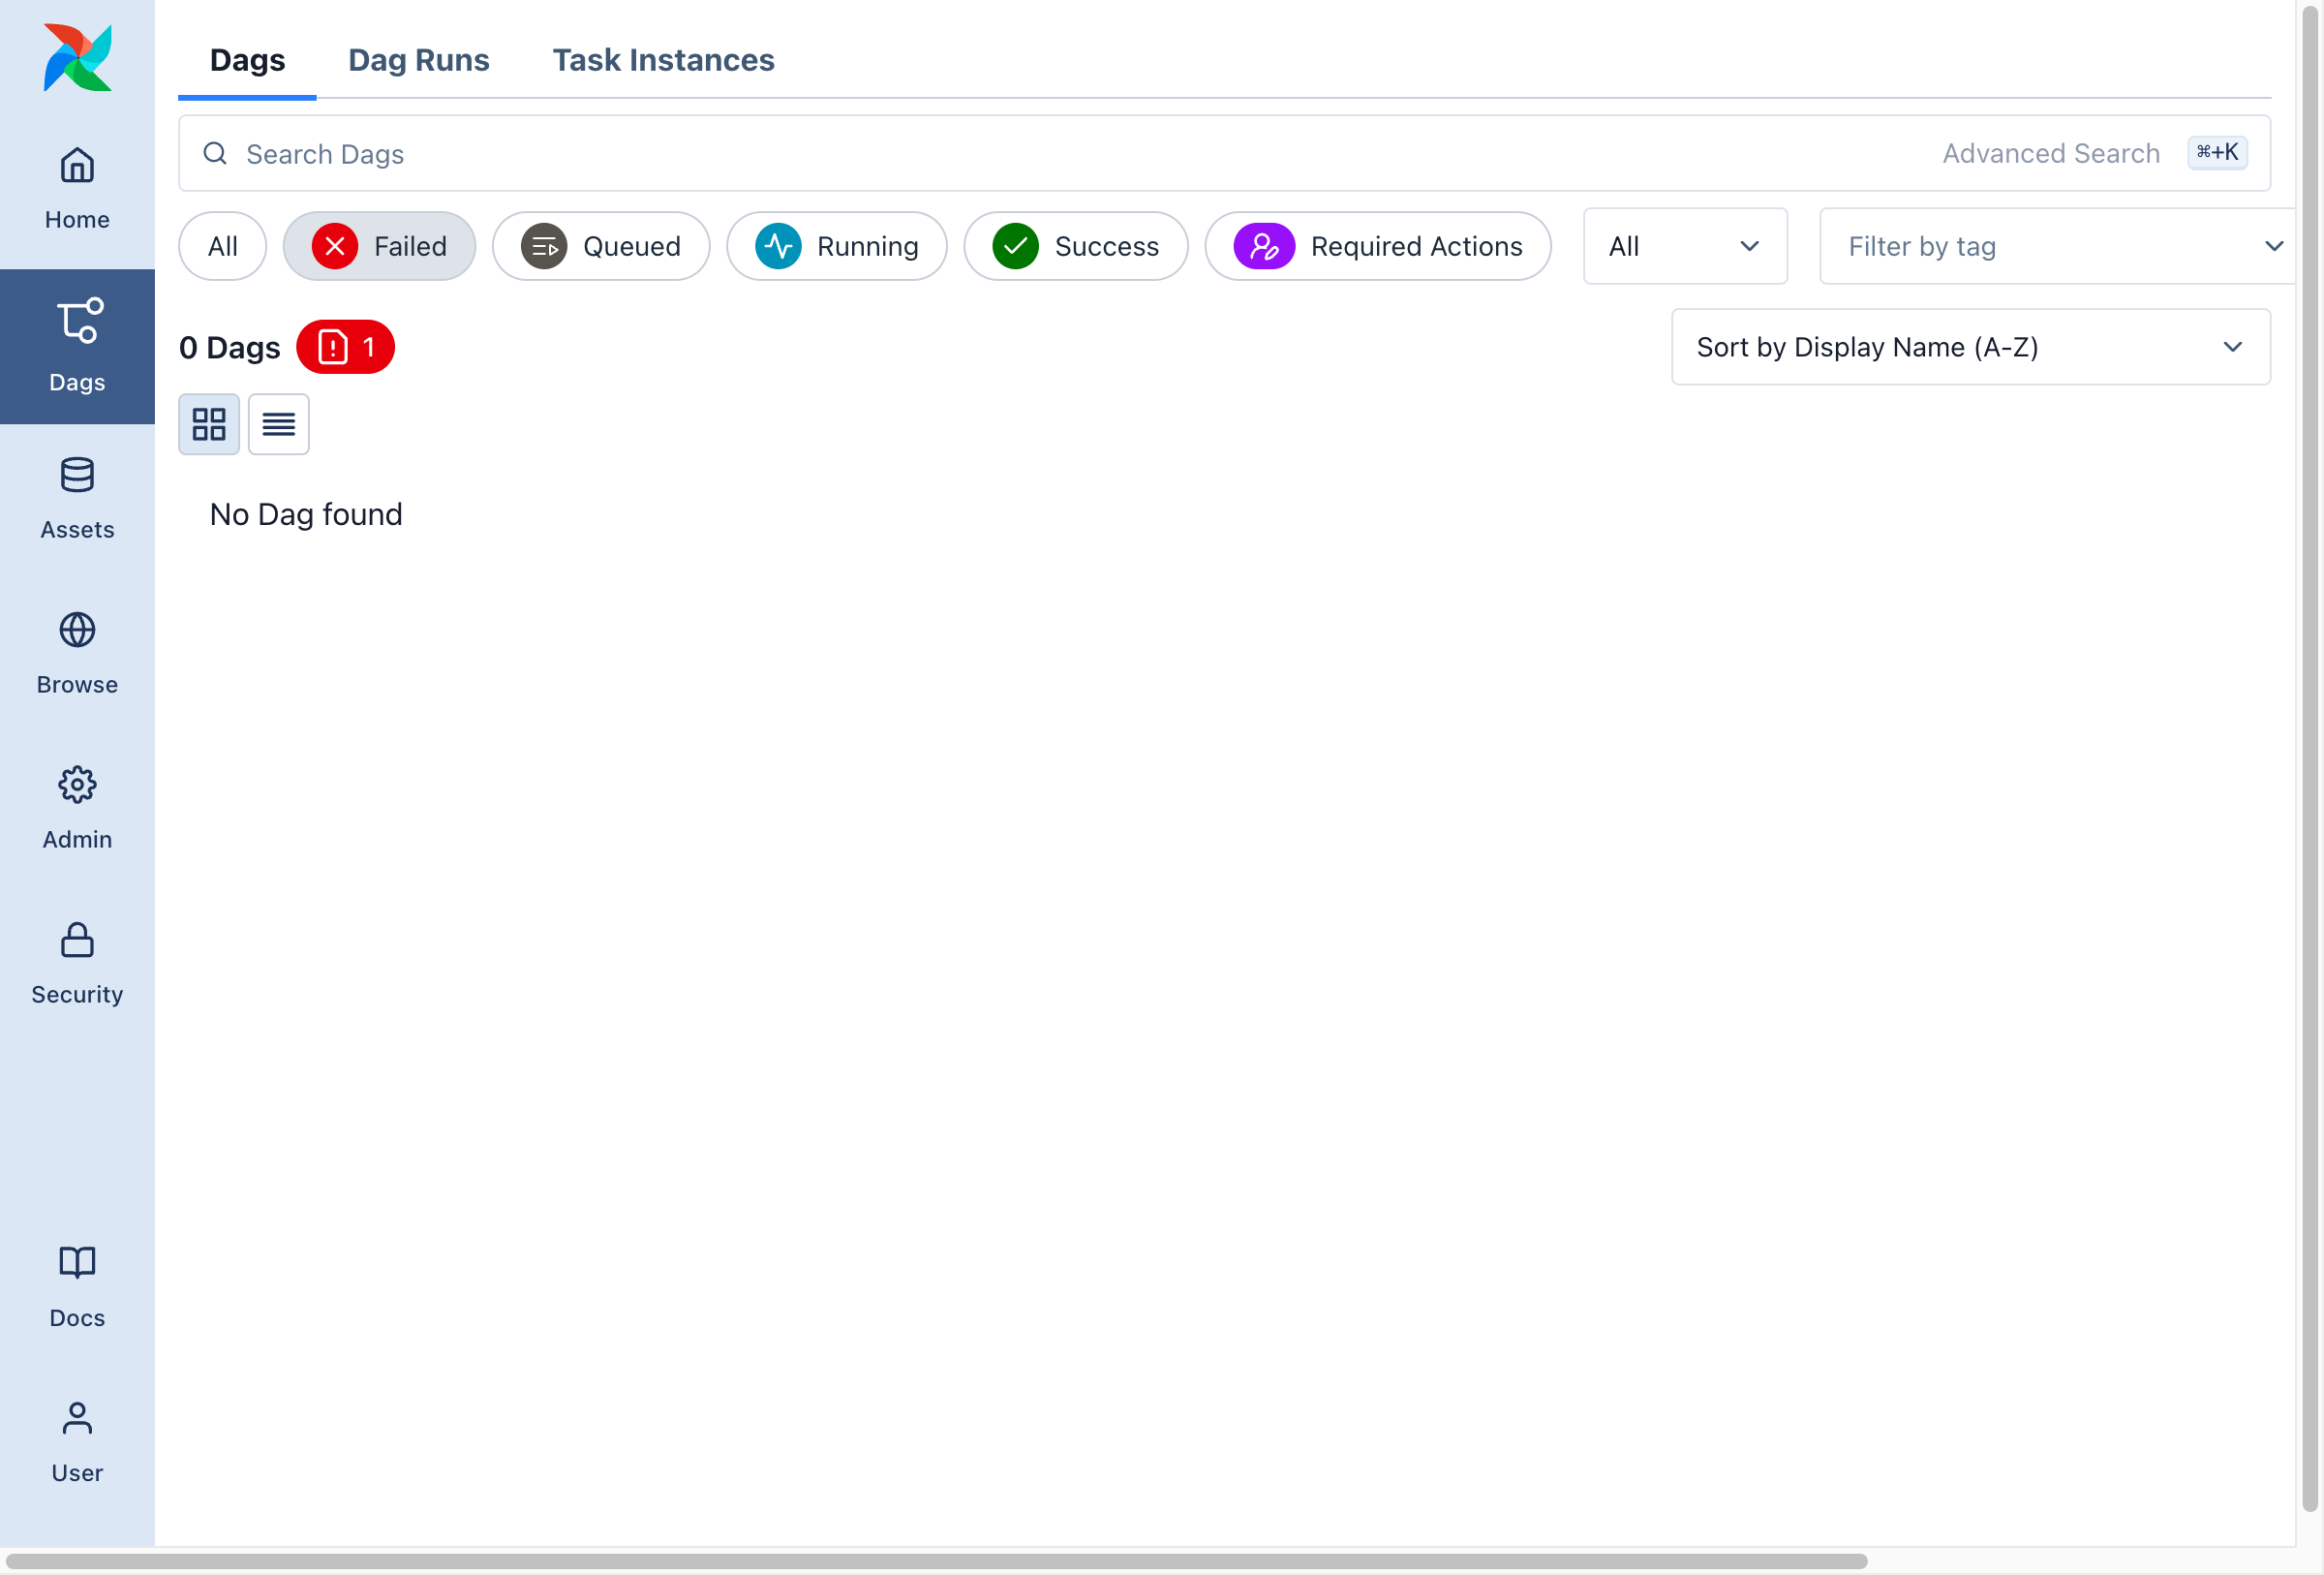 Dags Dag Runs Task Instances
Search Dags Advanced Search ⌘+K
All Failed Queued Running Success Required Actions All Filter by tag
0 Dags 1 Sort by Display Name (A-Z)
No Dag found
Home
Dags
Assets
Browse
Admin
Security
Docs
User